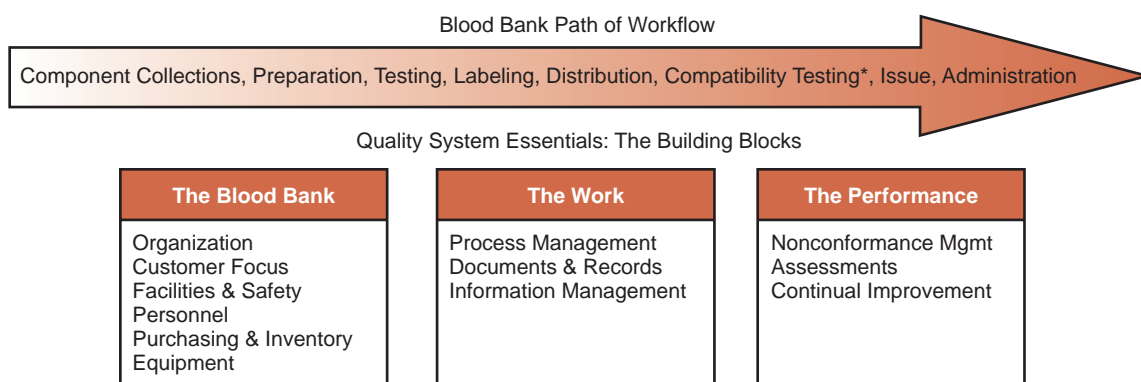 Blood Bank Path of Workflow
Component Collections, Preparation, Testing, Labeling, Distribution, Compatibility Testing*, Issue, Administration
Quality System Essentials: The Building Blocks
The Blood Bank
Organization
Customer Focus
Facilities & Safety
Personnel
Purchasing & Inventory
Equipment
The Work
Process Management
Documents & Records
Information Management
The Performance
Nonconformance Mgmt
Assessments
Continual Improvement